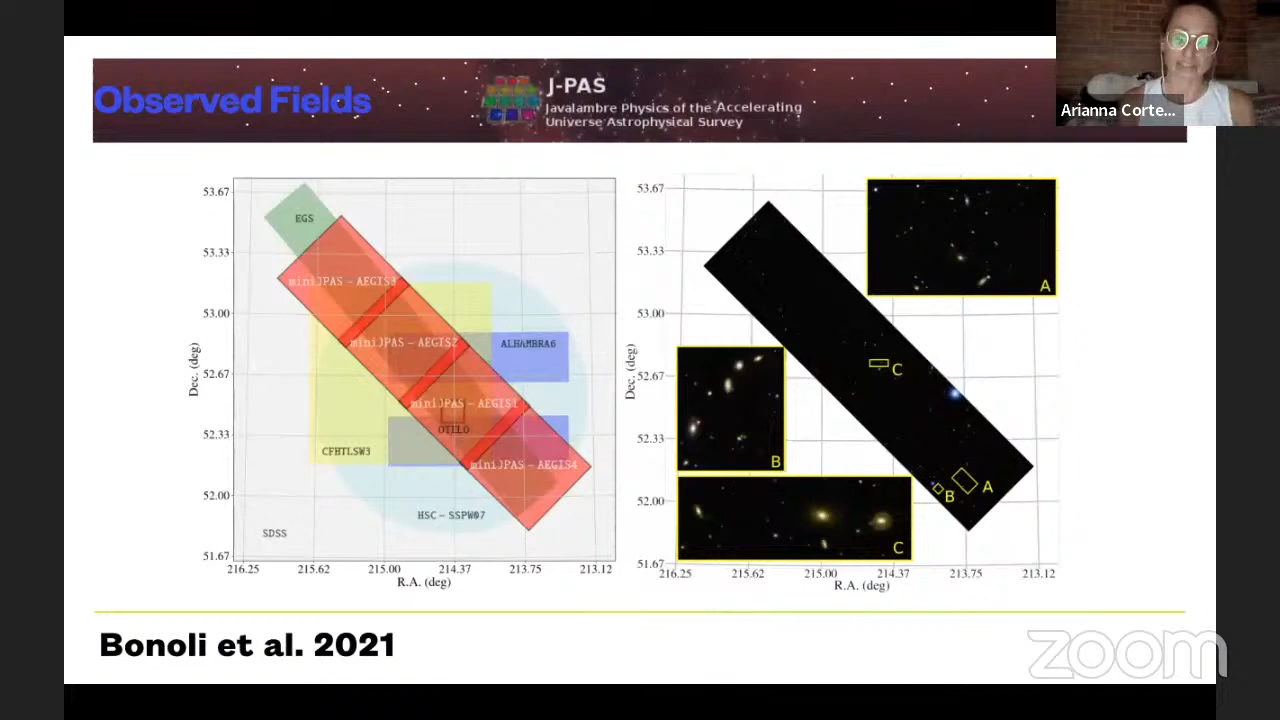 Observed Fields
J-PAS
Javalambre Physics of the Accelerating
Universe Astrophysical Survey
Arianna Corte...
53.67
53.33
53.00
52.67
52.33
52.00
51.67
Dec. (deg)
EGS
miniJPAS-AEGIS3
miniJPAS-AEGIS2
ALHAMBRA6
miniJPAS-AEGIS1
OTELO
CFHTLSW3
miniJPAS-AEGIS4
HSC-SSPW07
SDSS
216.25 215.62 215.00 214.37 213.75 213.12
R.A. (deg)
53.67
53.33
53.00
52.67
52.33
52.00
51.67
Dec. (deg)
A
C
B
A
B
C
216.25 215.62 215.00 214.37 213.75 213.12
R.A. (deg)
Bonoli et al. 2021
zoom